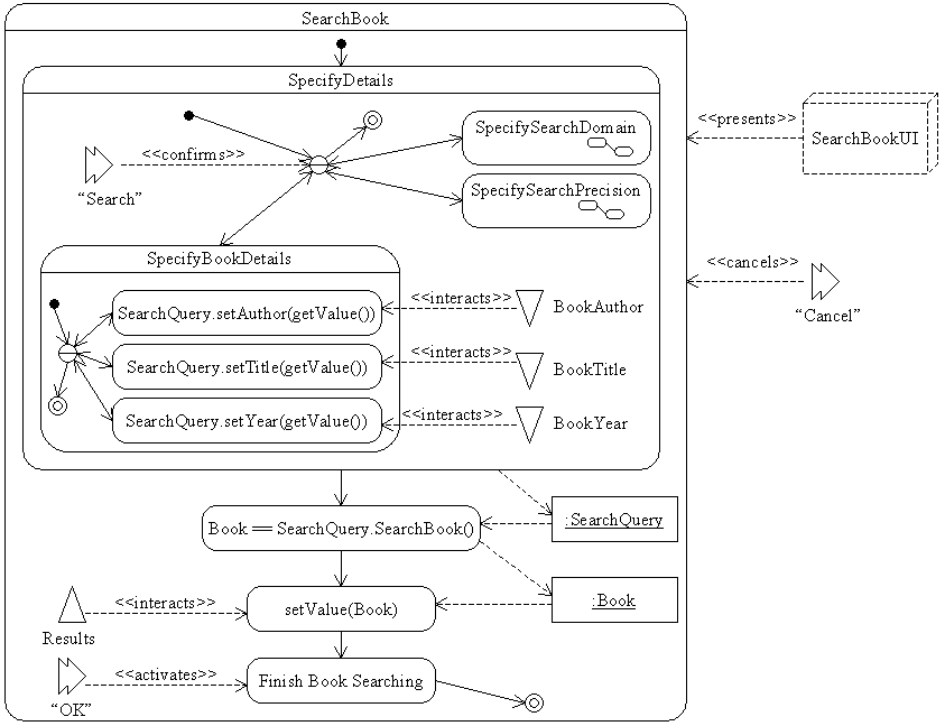 SearchBook
SpecifyDetails
SpecifySearchDomain
<<presents>>
SearchBookUI
<<confirms>>
"Search"
SpecifySearchPrecision
SpecifyBookDetails
<<cancels>>
"Cancel"
SearchQuery.setAuthor(getValue())
<<interacts>>
BookAuthor
SearchQuery.setTitle(getValue())
<<interacts>>
BookTitle
SearchQuery.setYear(getValue())
<<interacts>>
BookYear
Book == SearchQuery.SearchBook()
:SearchQuery
<<interacts>>
Results
setValue(Book)
:Book
<<activates>>
"OK"
Finish Book Searching